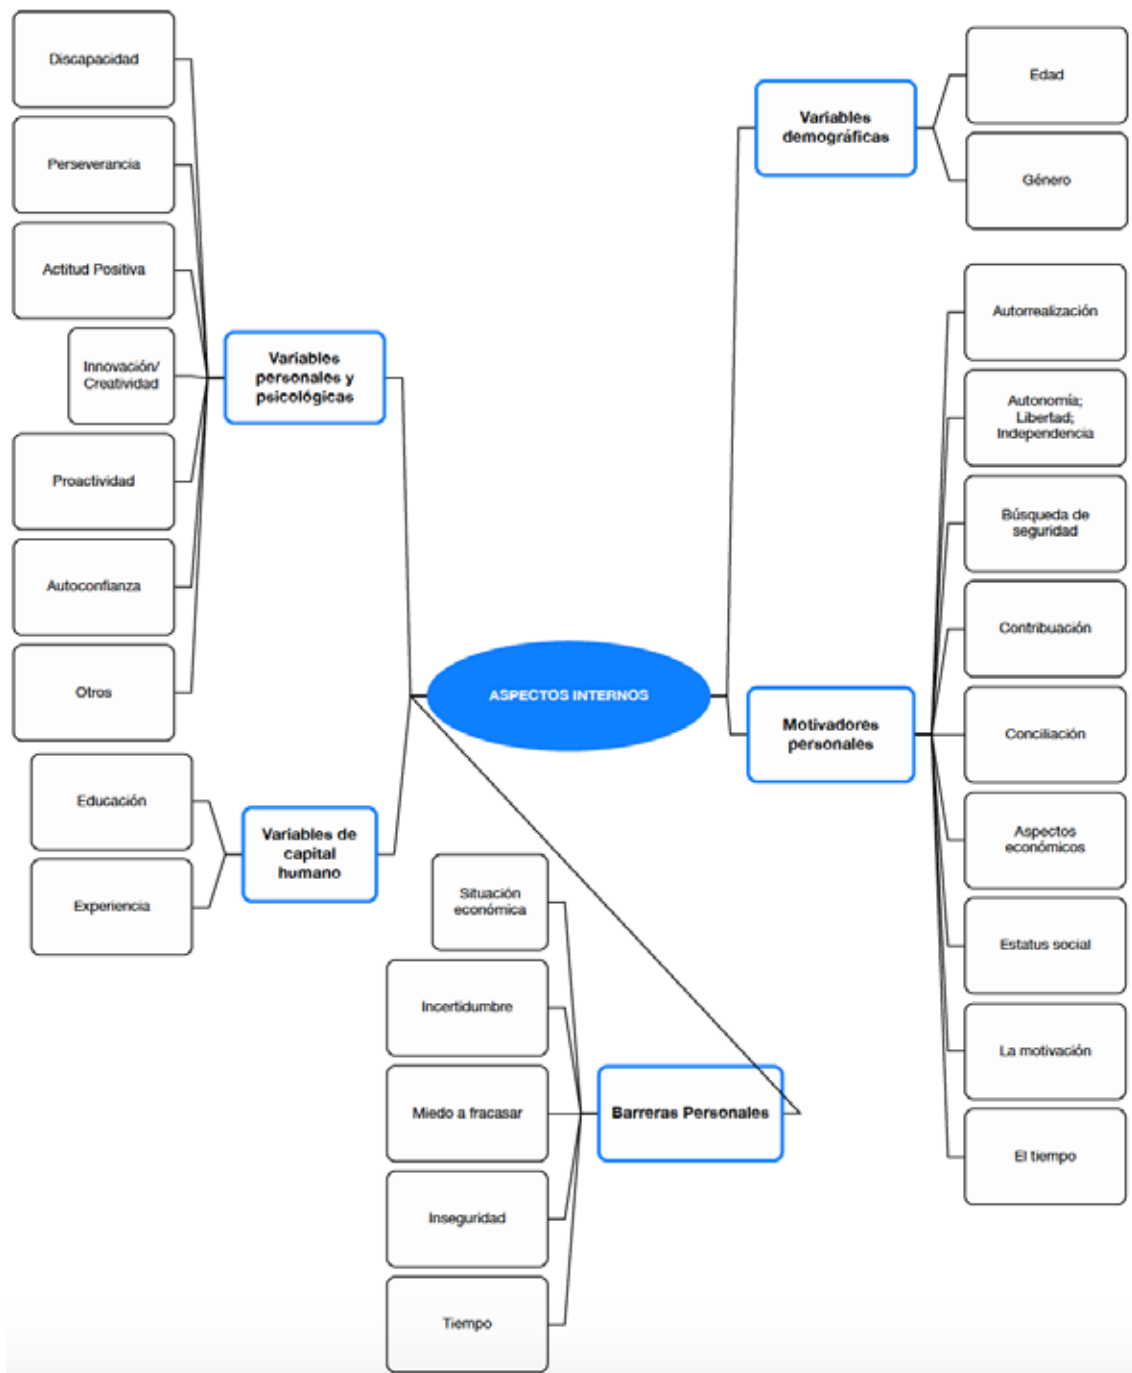 Discapacidad
Perseverancia
Actitud Positiva
Innovación/
Creatividad
Proactividad
Autoconfianza
Otros
Variables
personales y
psicológicas
Educación
Experiencia
Variables de
capital
humano
ASPECTOS INTERNOS
Situación
económica
Incertidumbre
Miedo a fracasar
Inseguridad
Tiempo
Barreras Personales
Variables
demográficas
Edad
Género
Motivadores
personales
Autorrealización
Autonomía;
Libertad;
Independencia
Búsqueda de
seguridad
Contribuación
Conciliación
Aspectos
económicos
Estatus social
La motivación
El tiempo